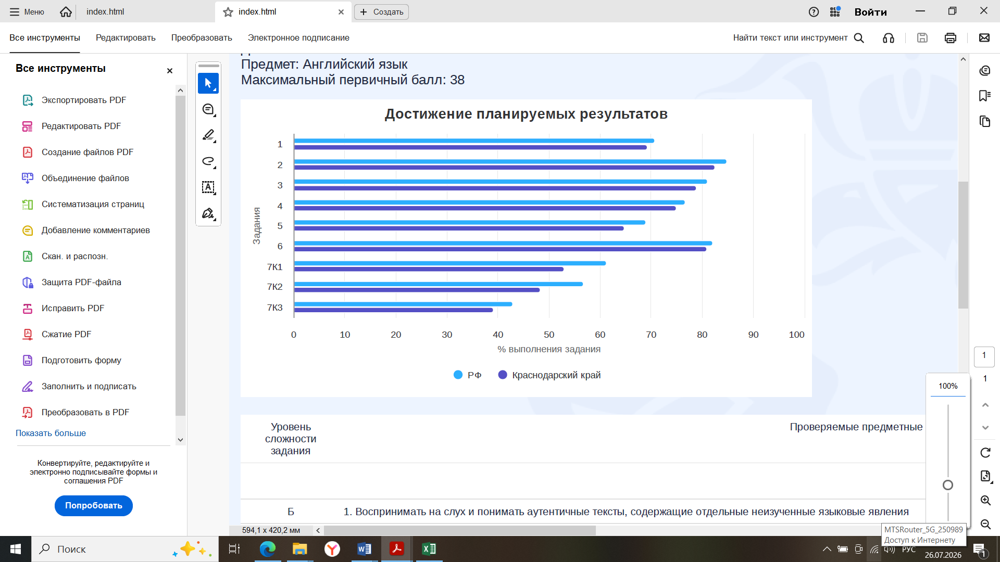 Меню
index.html
index.html
Создать
Войти
Все инструменты
Редактировать
Преобразовать
Электронное подписание
Найти текст или инструмент
Все инструменты
Экспортировать PDF
Редактировать PDF
Создание файлов PDF
Объединение файлов
Систематизация страниц
Добавление комментариев
Скан. и распозн.
Защита PDF-файла
Исправить PDF
Сжатие PDF
Подготовить форму
Заполнить и подписать
Преобразовать в PDF
Показать больше
Конвертируйте, редактируйте и
электронно подписывайте формы и
соглашения PDF
Попробовать
Предмет: Английский язык
Максимальный первичный балл: 38
Достижение планируемых результатов
Задания
1
2
3
4
5
6
7К1
7К2
7К3
0 10 20 30 40 50 60 70 80 90 100
% выполнения задания
РФ
Краснодарский край
Уровень
сложности
задания
Проверяемые предметные
Б
1. Воспринимать на слух и понимать аутентичные тексты, содержащие отдельные неизученные языковые явления
594,1 x 420,2 мм
1
1
100%
MTSRouter_5G_250989
Доступ к Интернету
Поиск
РУС
26.07.2026
1